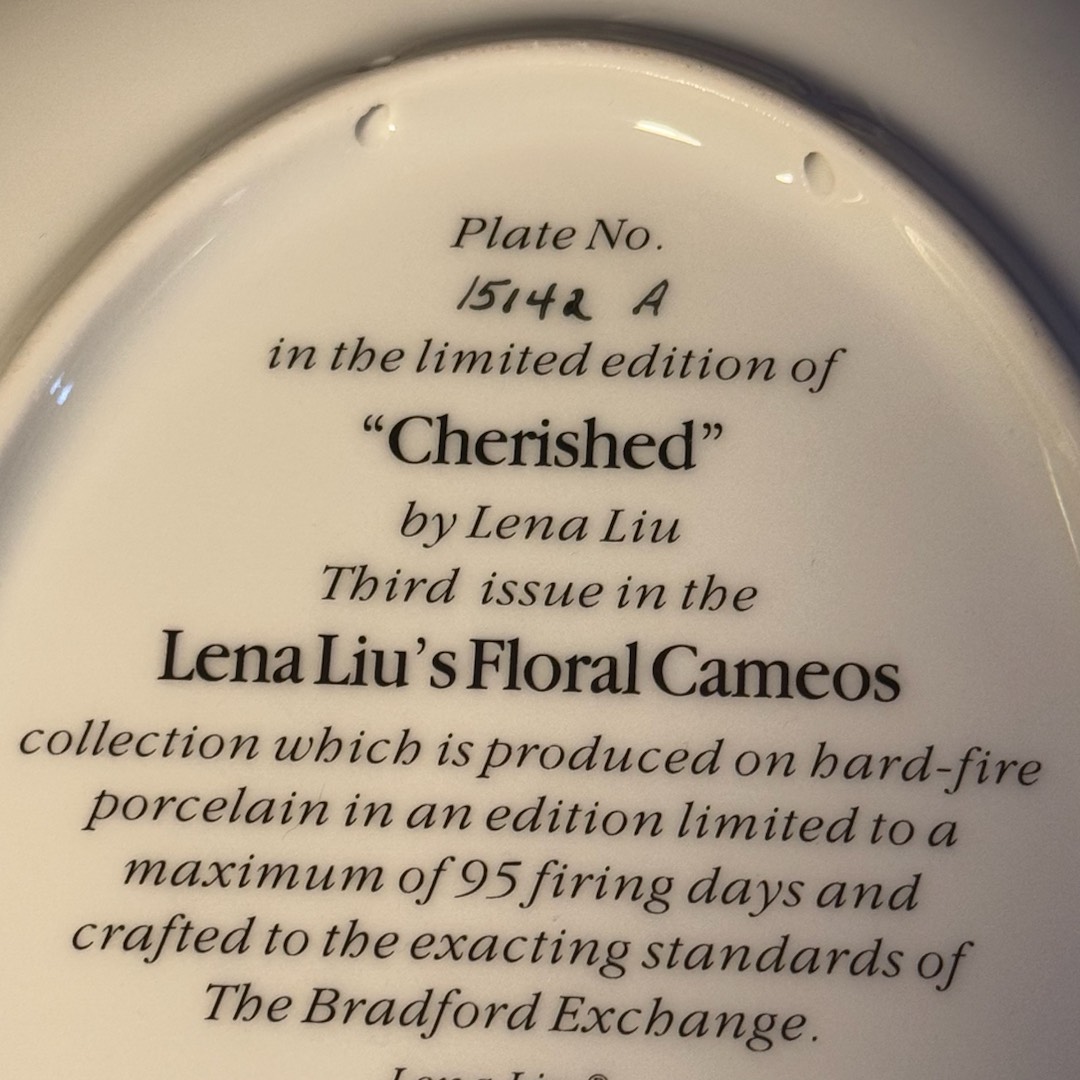 Plate No.
15142 A
in the limited edition of
“Cherished”
by Lena Liu
Third issue in the
Lena Liu’s Floral Cameos
collection which is produced on hard-fire
porcelain in an edition limited to a
maximum of 95 firing days and
crafted to the exacting standards of
The Bradford Exchange.